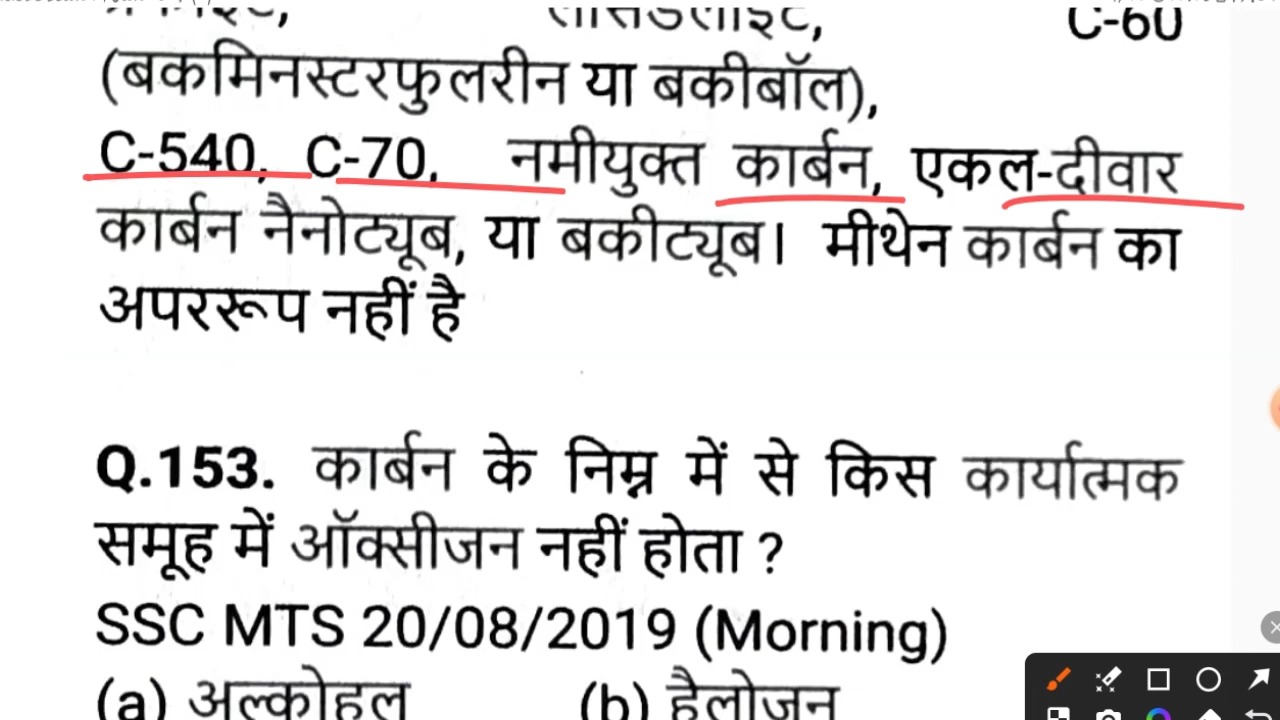 C-60
(बकमिनस्टरफुलरीन या बकीबॉल),
C-540, C-70, नमीयुक्त कार्बन, एकल-दीवार
कार्बन नैनोट्यूब, या बकीट्यूब। मीथेन कार्बन का
अपररूप नहीं है
Q.153. कार्बन के निम्न में से किस कार्यात्मक
समूह में ऑक्सीजन नहीं होता ?
SSC MTS 20/08/2019 (Morning)
(a) अल्कोहल (b) हैलोजन